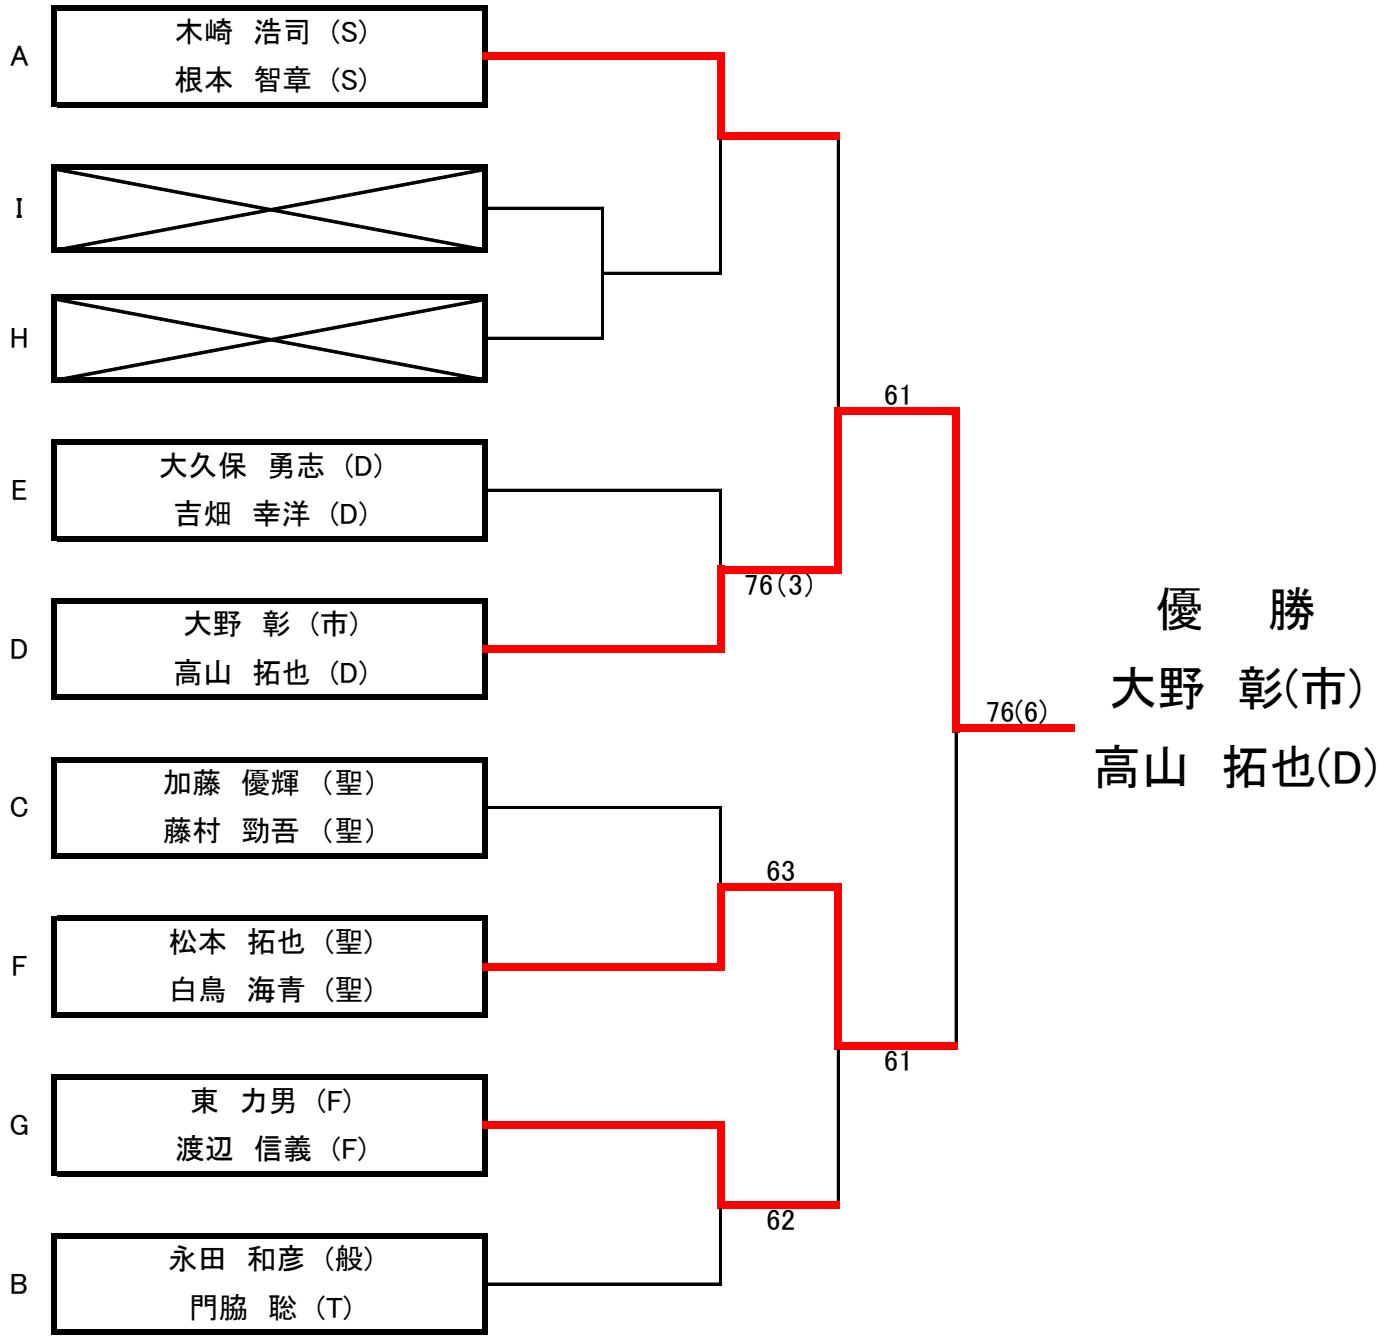 A
木崎　浩司　(S)
根本　智章　(S)
I
H
61
E
大久保　勇志　(D)
吉畑　幸洋　(D)
76(3)
D
大野　彰　(市)
高山　拓也　(D)
優　勝
大野　彰(市)
76(6)
高山　拓也(D)
C
加藤　優輝　(聖)
藤村　勁吾　(聖)
63
F
松本　拓也　(聖)
白鳥　海青　(聖)
61
G
東　力男　(F)
渡辺　信義　(F)
62
B
永田　和彦　(般)
門脇　聡　(T)